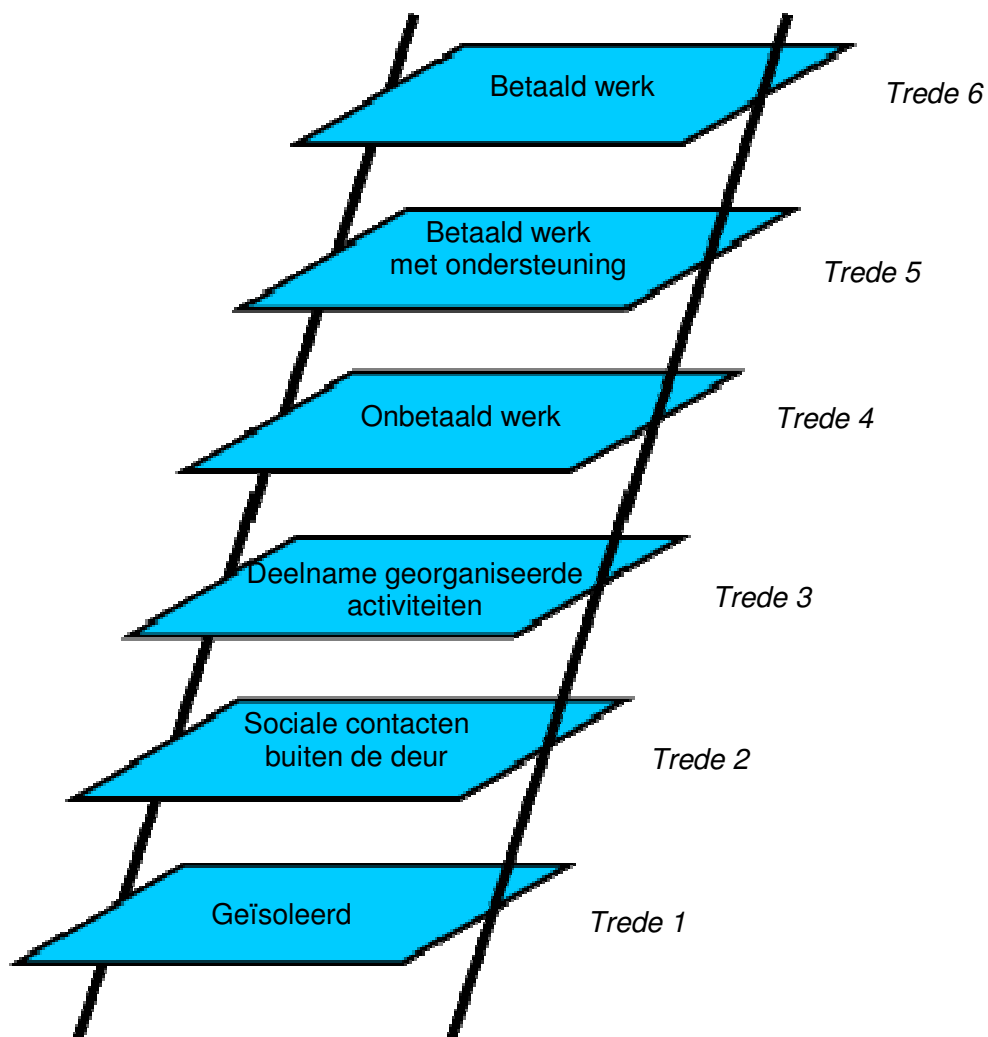 Betaald werk
Trede 6
Betaald werk
met ondersteuning
Trede 5
Onbetaald werk
Trede 4
Deelname georganiseerde
activiteiten
Trede 3
Sociale contacten
buiten de deur
Trede 2
Geïsoleerd
Trede 1